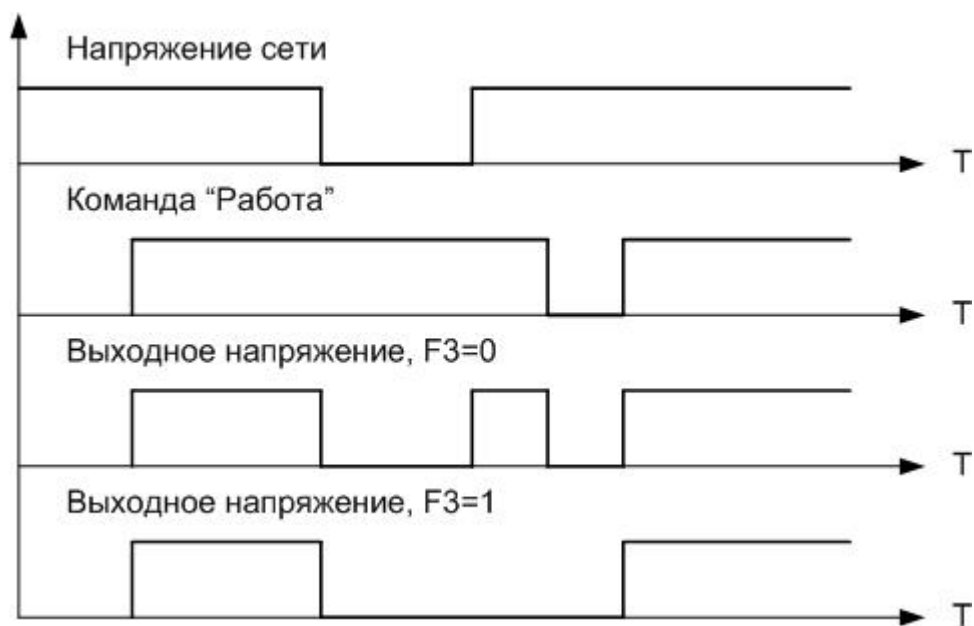 Напряжение сети
T
Команда “Работа”
T
Выходное напряжение, F3=0
T
Выходное напряжение, F3=1
T